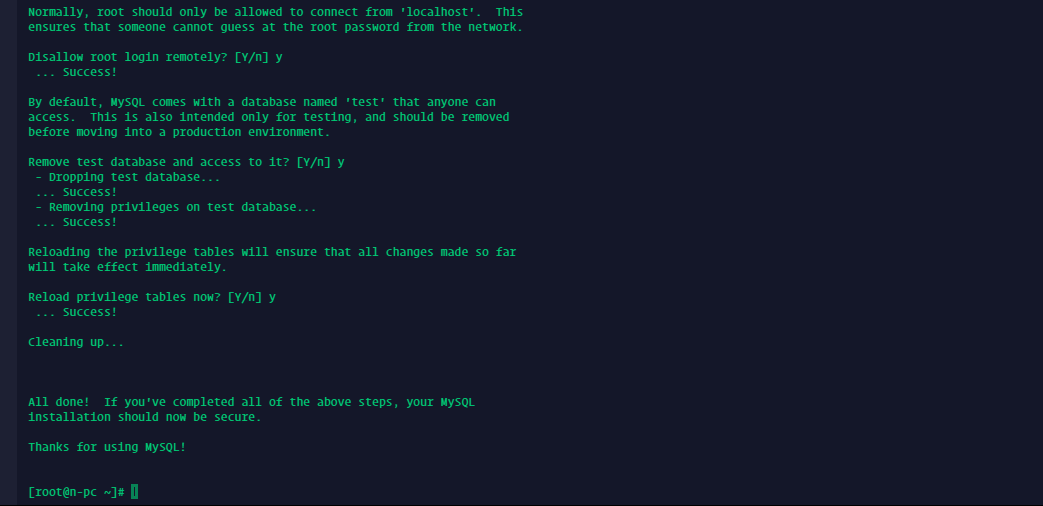 Normally, root should only be allowed to connect from 'localhost'.  This
ensures that someone cannot guess at the root password from the network.
Disallow root login remotely? [Y/n] y
 ... Success!
By default, MySQL comes with a database named 'test' that anyone can
access.  This is also intended only for testing, and should be removed
before moving into a production environment.
Remove test database and access to it? [Y/n] y
 - Dropping test database...
 ... Success!
 - Removing privileges on test database...
 ... Success!
Reloading the privilege tables will ensure that all changes made so far
will take effect immediately.
Reload privilege tables now? [Y/n] y
 ... Success!
Cleaning up...
All done!  If you've completed all of the above steps, your MySQL
installation should now be secure.
Thanks for using MySQL!
[root@n-pc ~]#